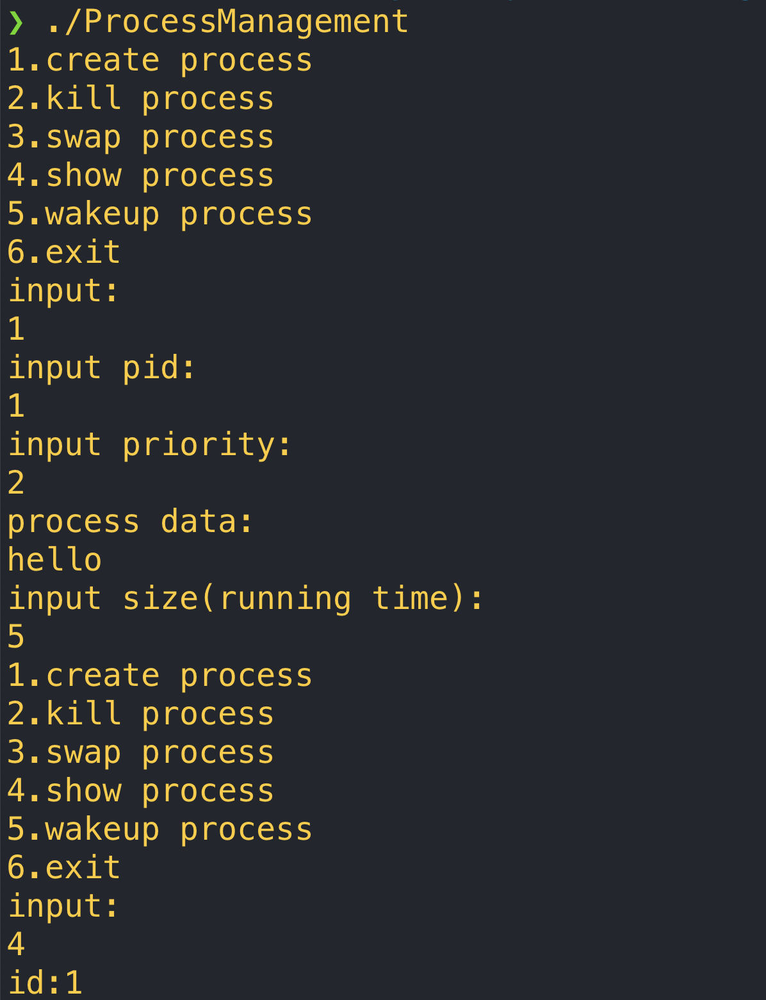 ❯ ./ProcessManagement
1.create process
2.kill process
3.swap process
4.show process
5.wakeup process
6.exit
input:
1
input pid:
1
input priority:
2
process data:
hello
input size(running time):
5
1.create process
2.kill process
3.swap process
4.show process
5.wakeup process
6.exit
input:
4
id:1